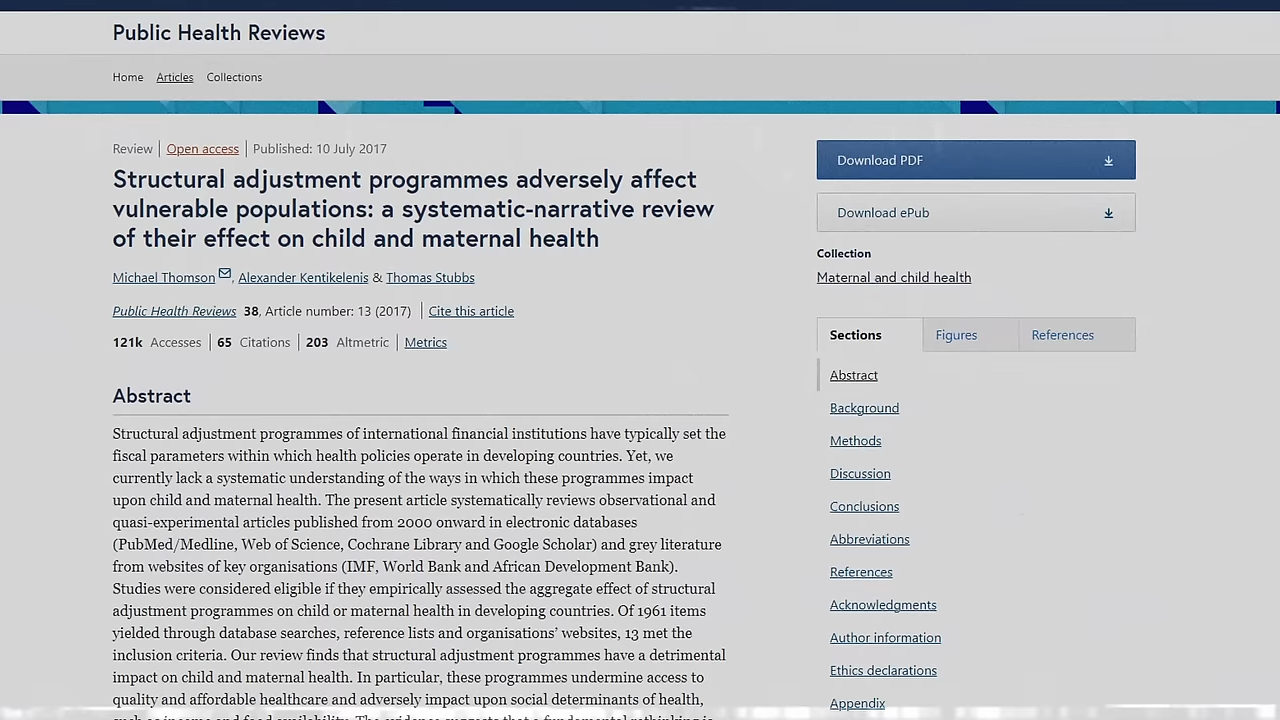 Public Health Reviews
Home Articles Collections
Review Open access Published: 10 July 2017
Structural adjustment programmes adversely affect
vulnerable populations: a systematic-narrative review
of their effect on child and maternal health
Michael Thomson, Alexander Kentikelenis & Thomas Stubbs
Public Health Reviews 38, Article number: 13 (2017) Cite this article
121k Accesses 65 Citations 203 Altmetric Metrics
Abstract
Structural adjustment programmes of international financial institutions have typically set the
fiscal parameters within which health policies operate in developing countries. Yet, we
currently lack a systematic understanding of the ways in which these programmes impact
upon child and maternal health. The present article systematically reviews observational and
quasi-experimental articles published from 2000 onward in electronic databases
(PubMed/Medline, Web of Science, Cochrane Library and Google Scholar) and grey literature
from websites of key organisations (IMF, World Bank and African Development Bank).
Studies were considered eligible if they empirically assessed the aggregate effect of structural
adjustment programmes on child or maternal health in developing countries. Of 1961 items
yielded through database searches, reference lists and organisations' websites, 13 met the
inclusion criteria. Our review finds that structural adjustment programmes have a detrimental
impact on child and maternal health. In particular, these programmes undermine access to
quality and affordable healthcare and adversely impact upon social determinants of health,
Download PDF
Download ePub
Collection
Maternal and child health
Sections Figures References
Abstract
Background
Methods
Discussion
Conclusions
Abbreviations
References
Acknowledgments
Author information
Ethics declarations
Appendix